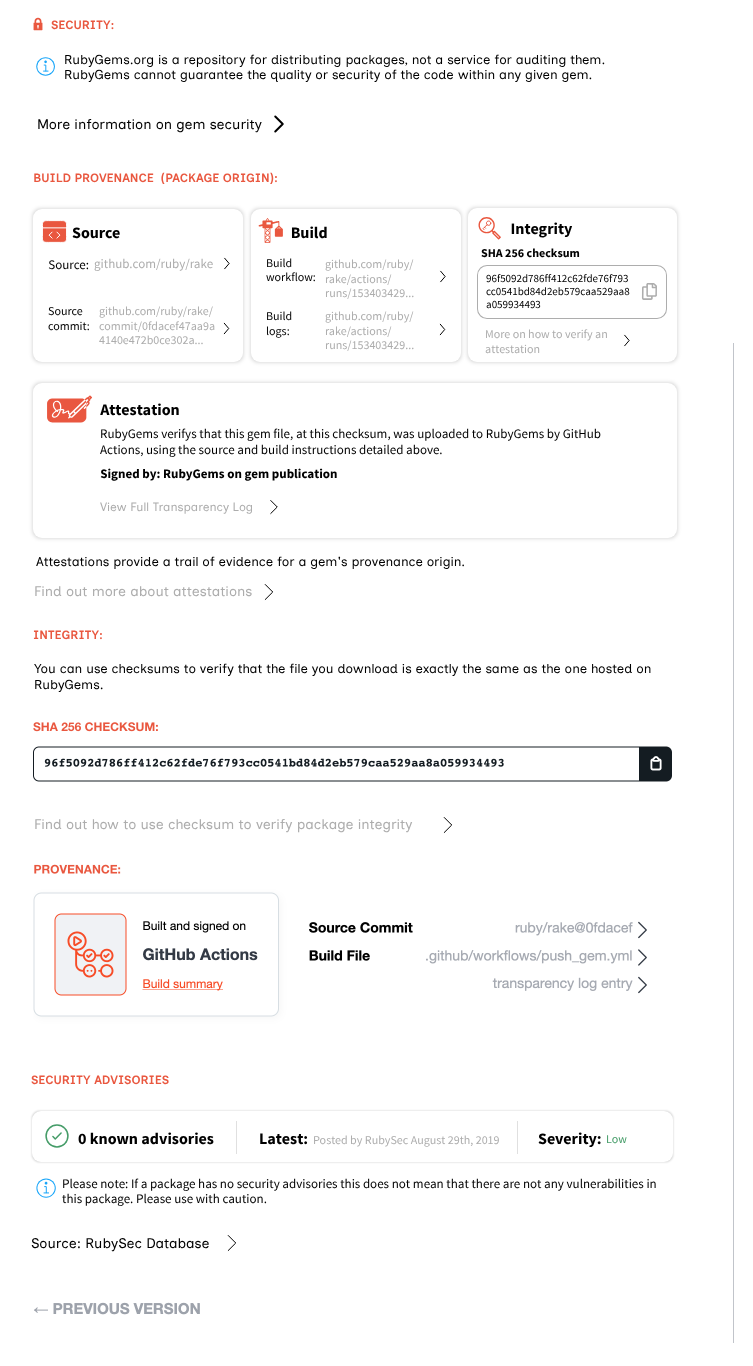 SECURITY:
RubyGems.org is a repository for distributing packages, not a service for auditing them.
RubyGems cannot guarantee the quality or security of the code within any given gem.
More information on gem security
BUILD PROVENANCE (PACKAGE ORIGIN):
Source
Source: github.com/ruby/rake
Source commit: github.com/ruby/rake/
commit/0fdacef47aa9a
4140e472b0ce302a...
Build
Build workflow: github.com/ruby/
rake/actions/
runs/153403429...
Build logs: github.com/ruby/
rake/actions/
runs/153403429...
Integrity
SHA 256 checksum
96f5092d786ff412c62fde76f793
cc0541bd84d2eb579caa529aa8
a059934493
More on how to verify an
attestation
Attestation
RubyGems verifys that this gem file, at this checksum, was uploaded to RubyGems by GitHub
Actions, using the source and build instructions detailed above.
Signed by: RubyGems on gem publication
View Full Transparency Log
Attestations provide a trail of evidence for a gem's provenance origin.
Find out more about attestations
INTEGRITY:
You can use checksums to verify that the file you download is exactly the same as the one hosted on
RubyGems.
SHA 256 CHECKSUM:
96f5092d786ff412c62fde76f793cc0541bd84d2eb579caa529aa8a059934493
Find out how to use checksum to verify package integrity
PROVENANCE:
Built and signed on
GitHub Actions
Build summary
Source Commit ruby/rake@0fdacef
Build File .github/workflows/push_gem.yml
transparency log entry
SECURITY ADVISORIES
0 known advisories
Latest: Posted by RubySec August 29th, 2019
Severity: Low
Please note: If a package has no security advisories this does not mean that there are not any vulnerabilities in
this package. Please use with caution.
Source: RubySec Database
← PREVIOUS VERSION